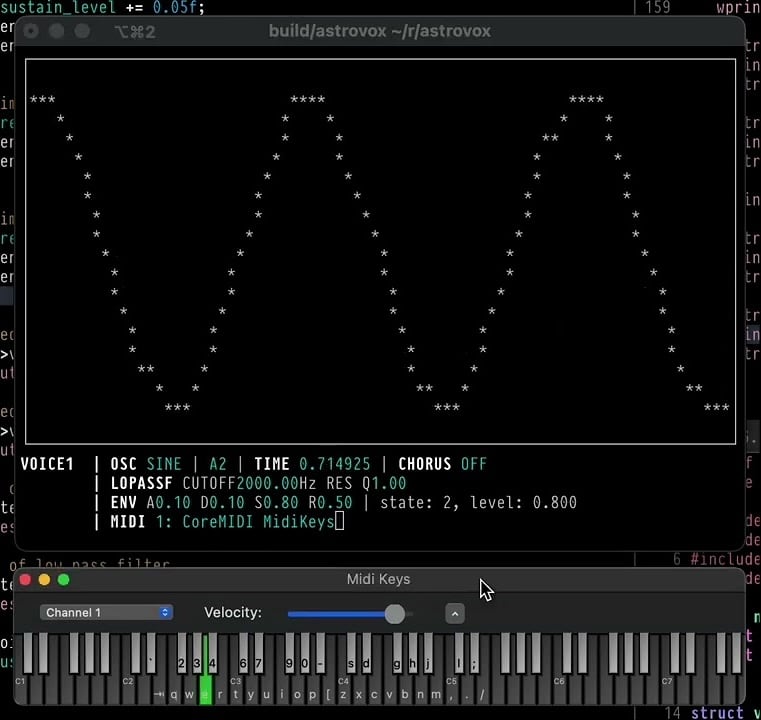 sustain_level += 0.05f;
159 wprin
⌥⌘2 build/astrovox ~/r/astrovox
VOICE1 | OSC SINE | A2 | TIME 0.714925 | CHORUS OFF
| LOPASSF CUTOFF2000.00Hz RES Q1.00
| ENV A0.10 D0.10 S0.80 R0.50 | state: 2, level: 0.800
| MIDI 1: CoreMIDI MidiKeys
of low pass filter
6 #include
Midi Keys
Channel 1
Velocity:
` 2 3 4 6 7 9 0 - s d g h j l ;
C1 C2 C3 C4 C5 C6 C7
⇥ q w e r t y u i o p [ z x c v b n m , . /
14 struct v